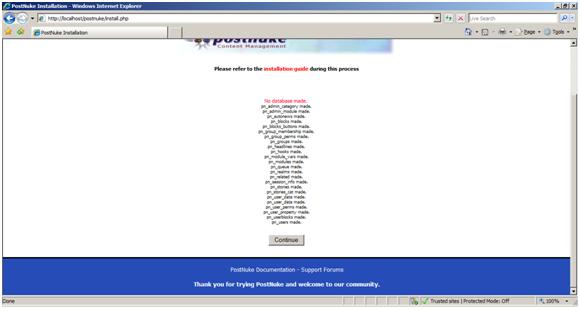 PostNuke Installation - Windows Internet Explorer
http://localhost/postnuke/install.php
Live Search
PostNuke Installation
Page
Tools
postnuke
Content Management
Please refer to the installation guide during this process
No database made.
pn_admin_category made.
pn_admin_module made.
pn_autonews made.
pn_blocks made.
pn_blocks_buttons made.
pn_group_membership made.
pn_group_perms made.
pn_groups made.
pn_headlines made.
pn_hooks made.
pn_module_vars made.
pn_modules made.
pn_queue made.
pn_realms made.
pn_related made.
pn_session_info made.
pn_stories made.
pn_stories_cat made.
pn_user_data made.
pn_user_data made.
pn_user_perms made.
pn_user_property made.
pn_userblocks made.
pn_users made.
Continue
PostNuke Documentation - Support Forums
Thank you for trying PostNuke and welcome to our community.
Done
Trusted sites | Protected Mode: Off
100%